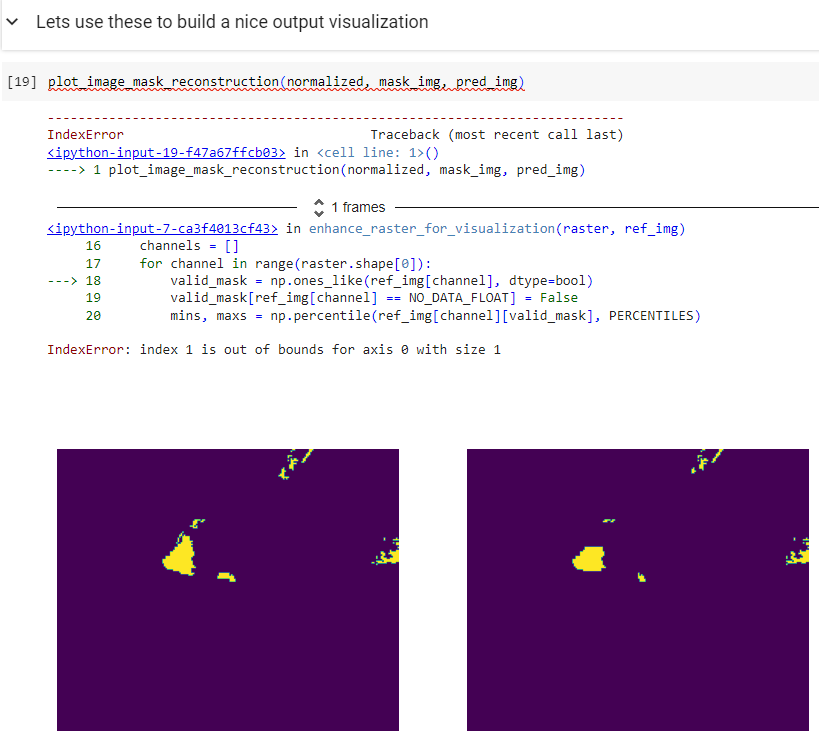 Lets use these to build a nice output visualization
[19] plot_image_mask_reconstruction(normalized, mask_img, pred_img)
---------------------------------------------------------------------------
IndexError                                Traceback (most recent call last)
<ipython-input-19-f47a67ffcb03> in <cell line: 1>()
----> 1 plot_image_mask_reconstruction(normalized, mask_img, pred_img)
1 frames
<ipython-input-7-ca3f4013cf43> in enhance_raster_for_visualization(raster, ref_img)
     16     channels = []
     17     for channel in range(raster.shape[0]):
---> 18         valid_mask = np.ones_like(ref_img[channel], dtype=bool)
     19         valid_mask[ref_img[channel] == NO_DATA_FLOAT] = False
     20         mins, maxs = np.percentile(ref_img[channel][valid_mask], PERCENTILES)
IndexError: index 1 is out of bounds for axis 0 with size 1